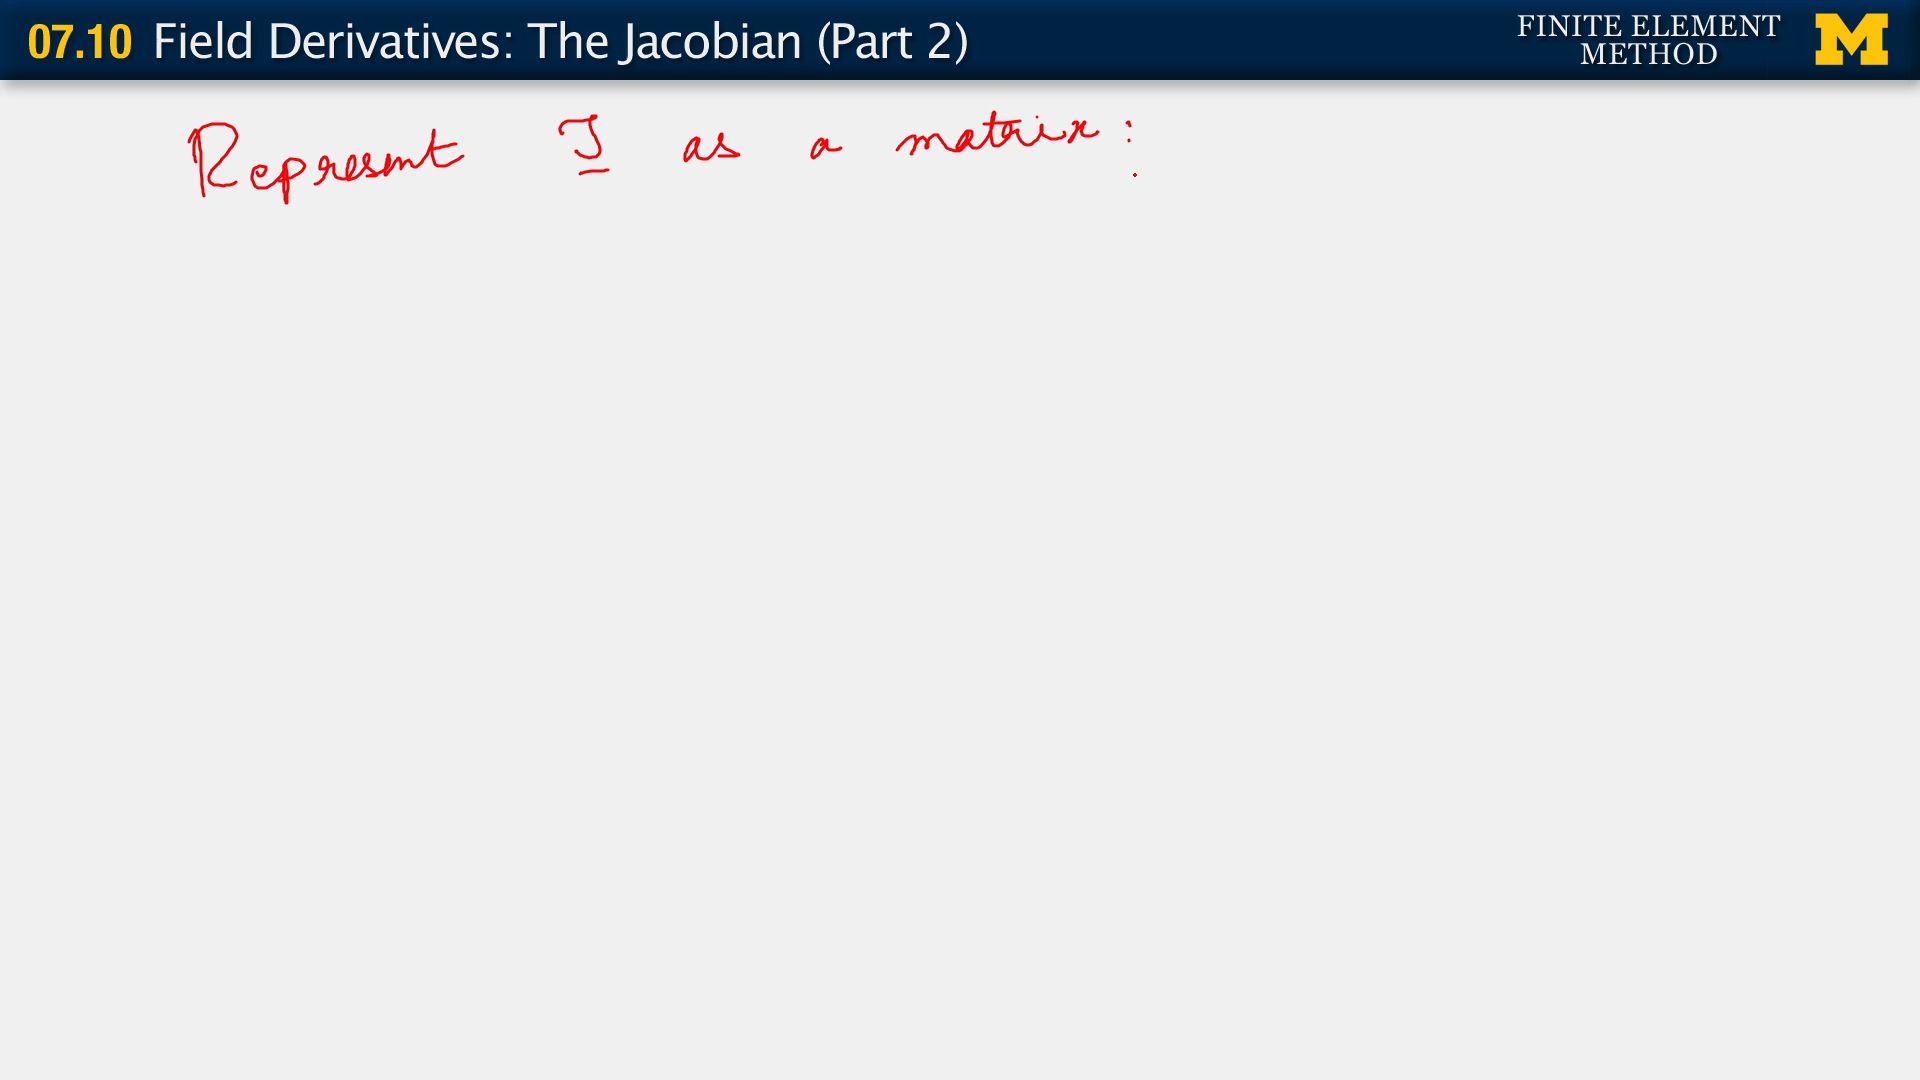 07.10 Field Derivatives: The Jacobian (Part 2)
FINITE ELEMENT
METHOD
M
Represent J as a matrix: